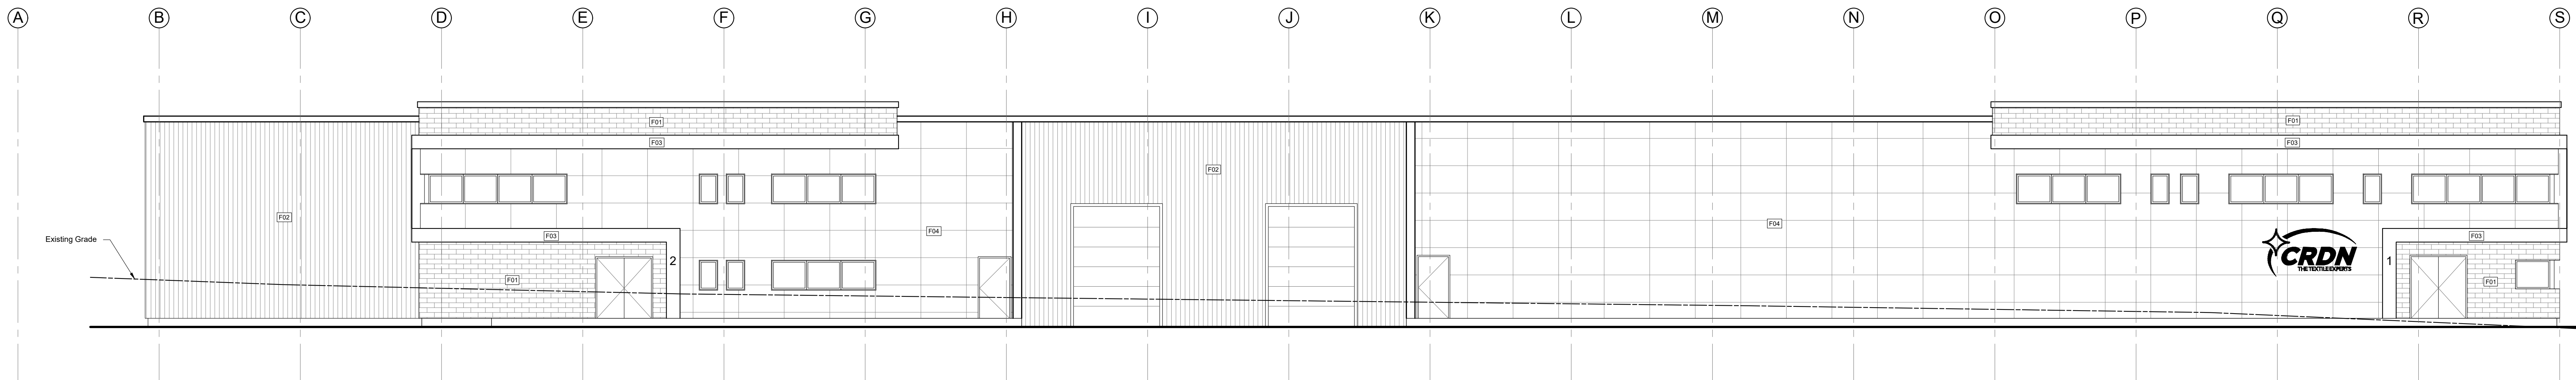 A B C D E F G H I J K L M N O P Q R S
F01 F01
F03 F03
F02
F02 F04 F04
Existing Grade F03 F03
2 1
CRDN
THE TEXTILE EXPERTS
F01 F01